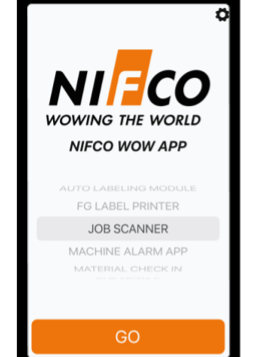 NIFCO
WOWING THE WORLD
NIFCO WOW APP
AUTO LABELING MODULE
FG LABEL PRINTER
JOB SCANNER
MACHINE ALARM APP
MATERIAL CHECK IN
GO